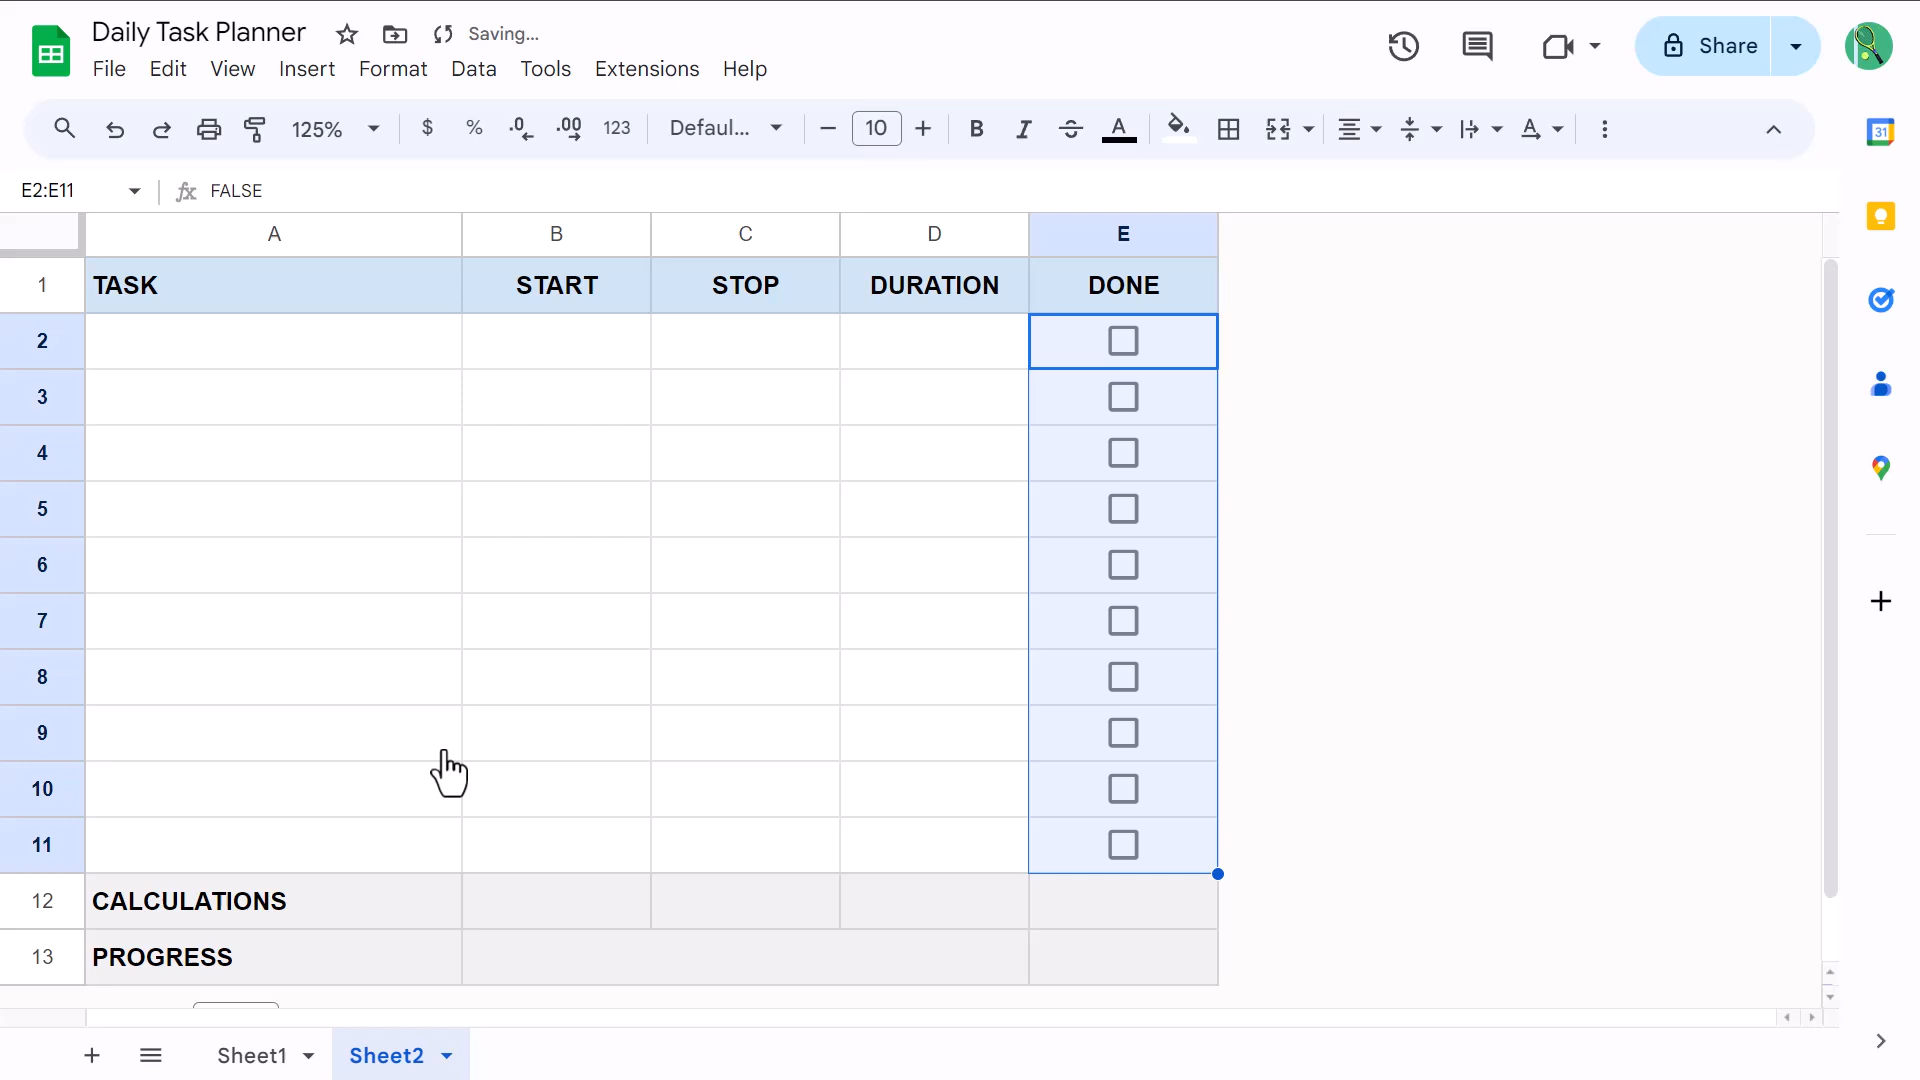 Daily Task Planner Saving...
File Edit View Insert Format Data Tools Extensions Help
Share
125% $ % .0 .00 123 Defaul... 10 B I A A
31
E2:E11 fx FALSE
A B C D E
1 TASK START STOP DURATION DONE
2
3
4
5
6
7
8
9
10
11
12 CALCULATIONS
13 PROGRESS
Sheet1 Sheet2